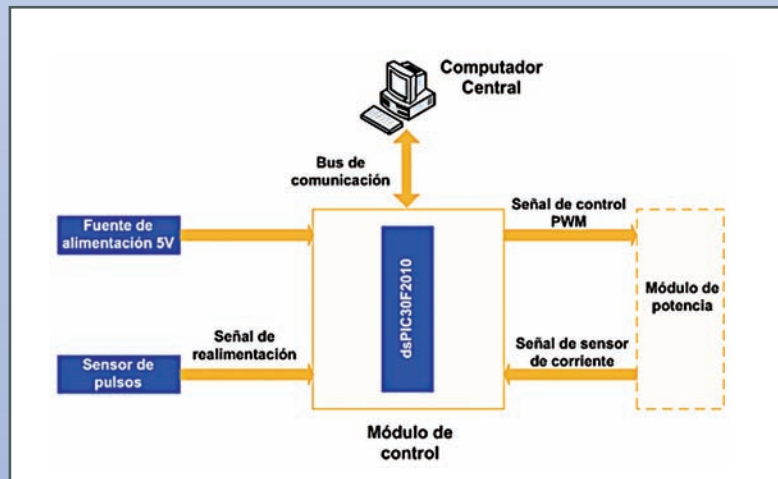 Computador
Central
Bus de
comunicación
Señal de control
PWM
Fuente de
alimentación 5V
dsPIC30F2010
Módulo de
potencia
Señal de
realimentación
Señal de sensor
de corriente
Sensor de
pulsos
Módulo de
control